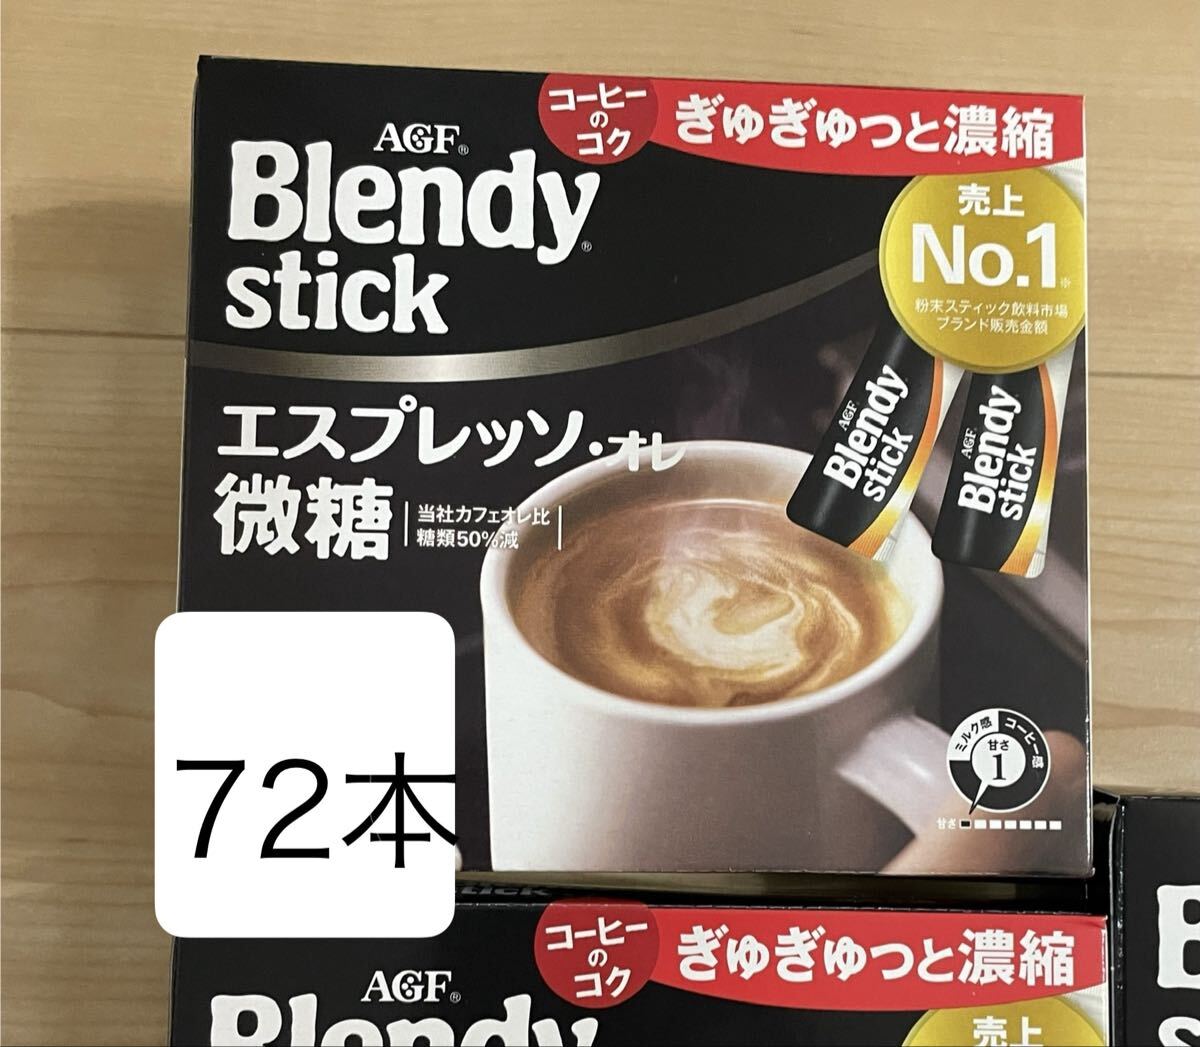 コーヒー
の
コク
ぎゅぎゅっと濃縮
AGF®
Blendy®
stick
売上
No.1※
粉末スティック飲料市場
ブランド販売金額
AGF
Blendy
stick
AGF
Blendy
stick
エスプレッソ・オレ
微糖
当社カフェオレ比
糖類50%減
72本
ミルク感
コーヒー感
甘さ
1
甘さ
stick
コーヒー
の
コク
ぎゅぎゅっと濃縮
AGF®
Blendy
売上